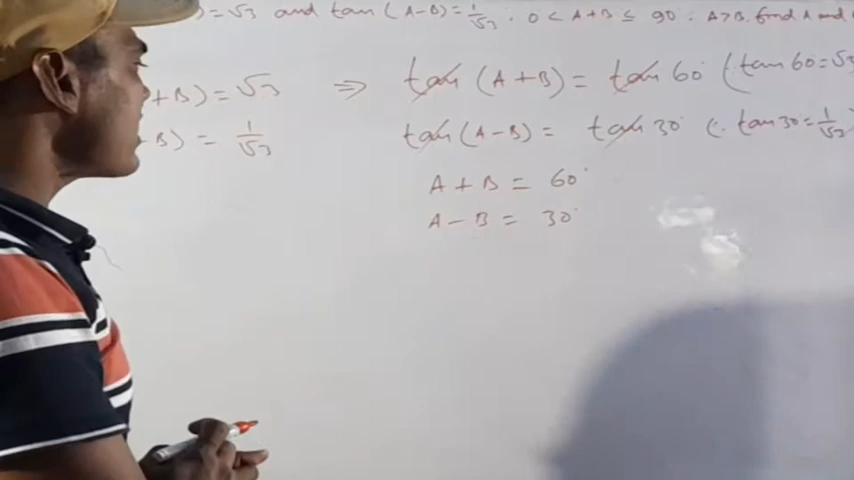 = √3 and tan (A-B) = 1/√3 . 0 < A+B ≤ 90 ; A>B. find A and
+B) = √3 ⇒ tan (A+B) = tan 60° (tan 60 = √3
-B) = 1/√3 tan (A-B) = tan 30° (∵ tan 30° = 1/√3)
A + B = 60°
A - B = 30°